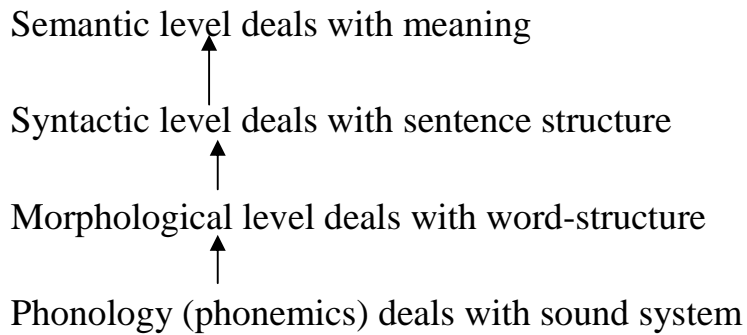 Semantic level deals with meaning
Syntactic level deals with sentence structure
Morphological level deals with word-structure
Phonology (phonemics) deals with sound system